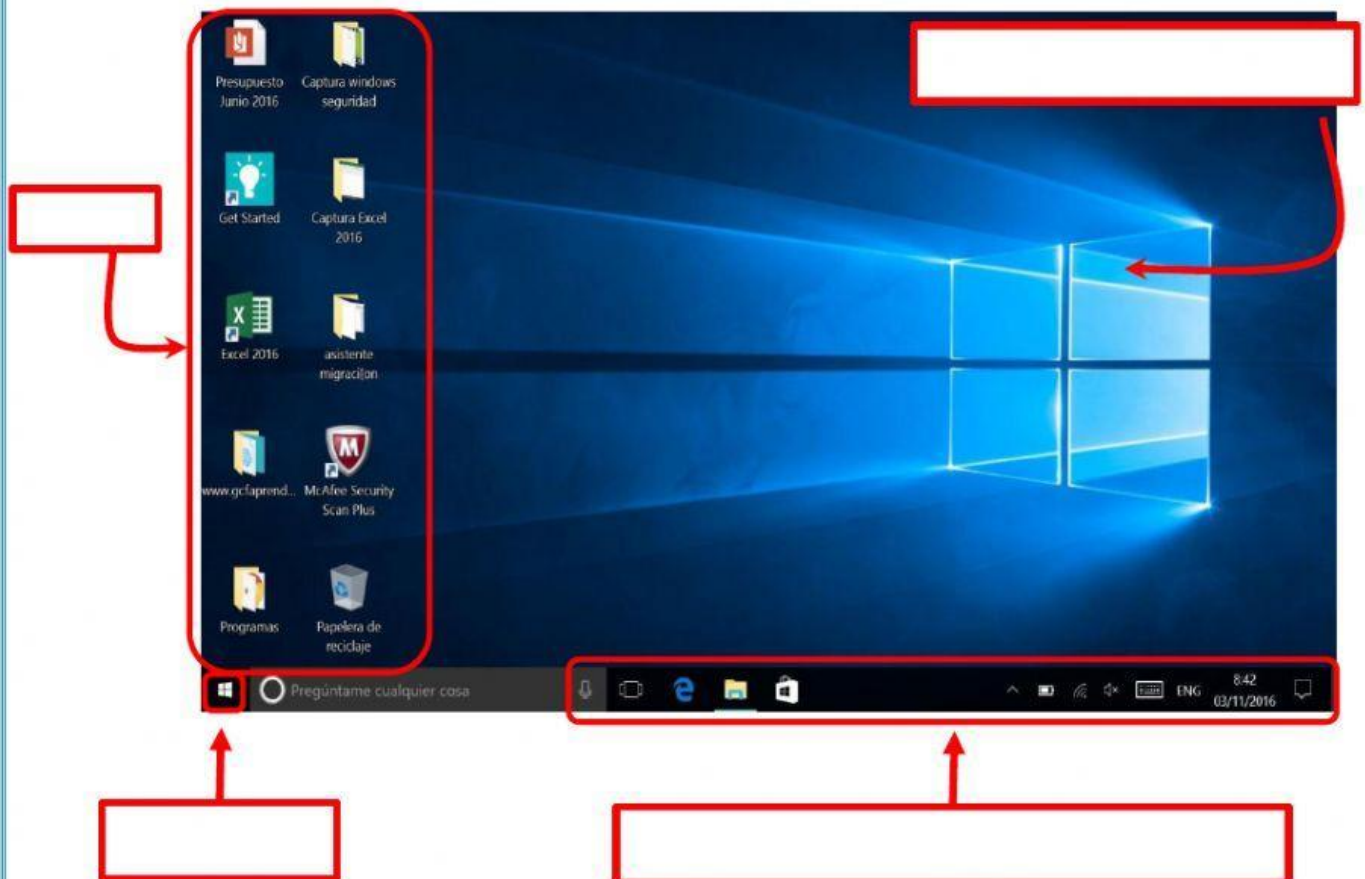 Presupuesto
Junio 2016
Captura windows
seguridad
Get Started
Captura Excel
2016
Excel 2016
asistente
migraciion
www.gcfaprend...
McAfee Security
Scan Plus
Programas
Papelera de
reciclaje
Pregúntame cualquier cosa
ENG
8:42
03/11/2016